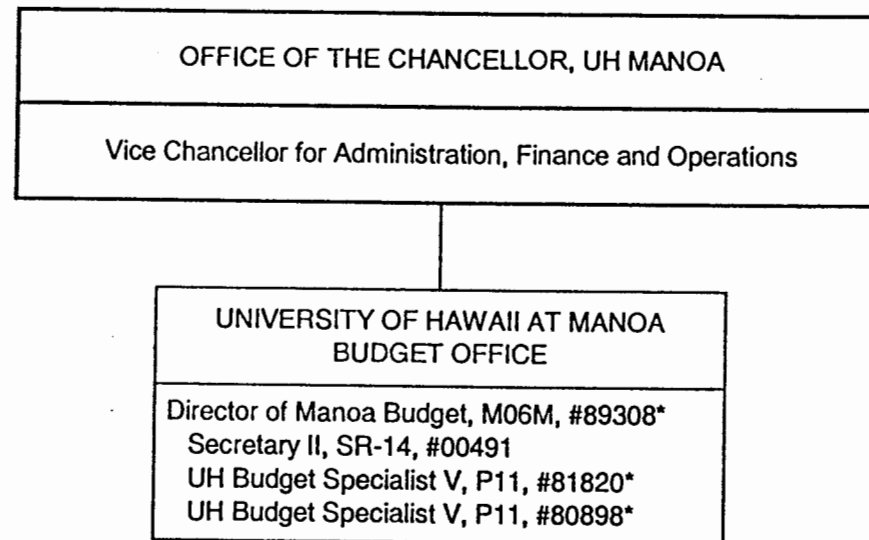 OFFICE OF THE CHANCELLOR, UH MANOA
Vice Chancellor for Administration, Finance and Operations
UNIVERSITY OF HAWAII AT MANOA
BUDGET OFFICE
Director of Manoa Budget, M06M, #89308*
Secretary II, SR-14, #00491
UH Budget Specialist V, P11, #81820*
UH Budget Specialist V, P11, #80898*